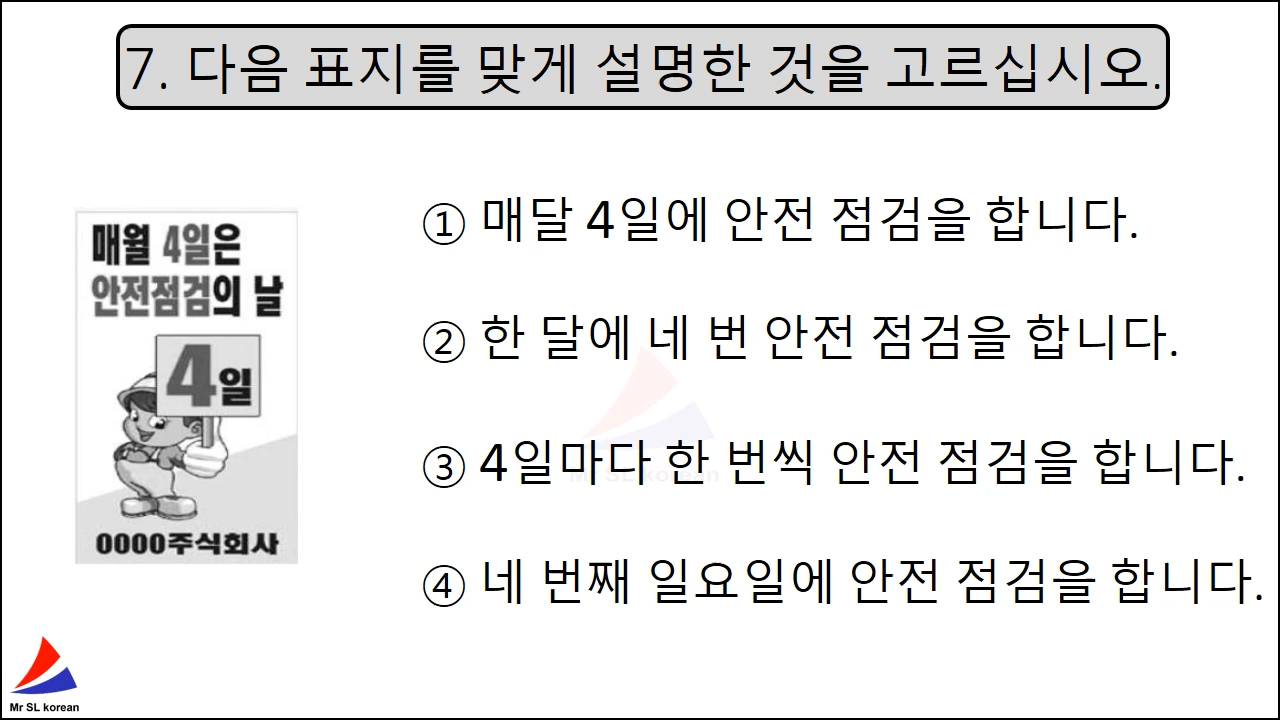 7. 다음 표지를 맞게 설명한 것을 고르십시오.
매월 4일은
안전점검의 날
4일
0000주식회사
① 매달 4일에 안전 점검을 합니다.
② 한 달에 네 번 안전 점검을 합니다.
③ 4일마다 한 번씩 안전 점검을 합니다.
④ 네 번째 일요일에 안전 점검을 합니다.
Mr SL korean
Mr SL korean